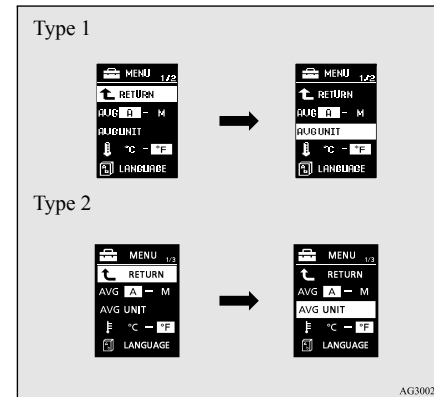 Type 1
MENU 1/2
RETURN
AVG A - M
AVG UNIT
°C - °F
LANGUAGE
MENU 1/2
RETURN
AVG A - M
AVG UNIT
°C - °F
LANGUAGE
Type 2
MENU 1/3
RETURN
AVG A - M
AVG UNIT
°C - °F
LANGUAGE
MENU 1/3
RETURN
AVG A - M
AVG UNIT
°C - °F
LANGUAGE
AG3002